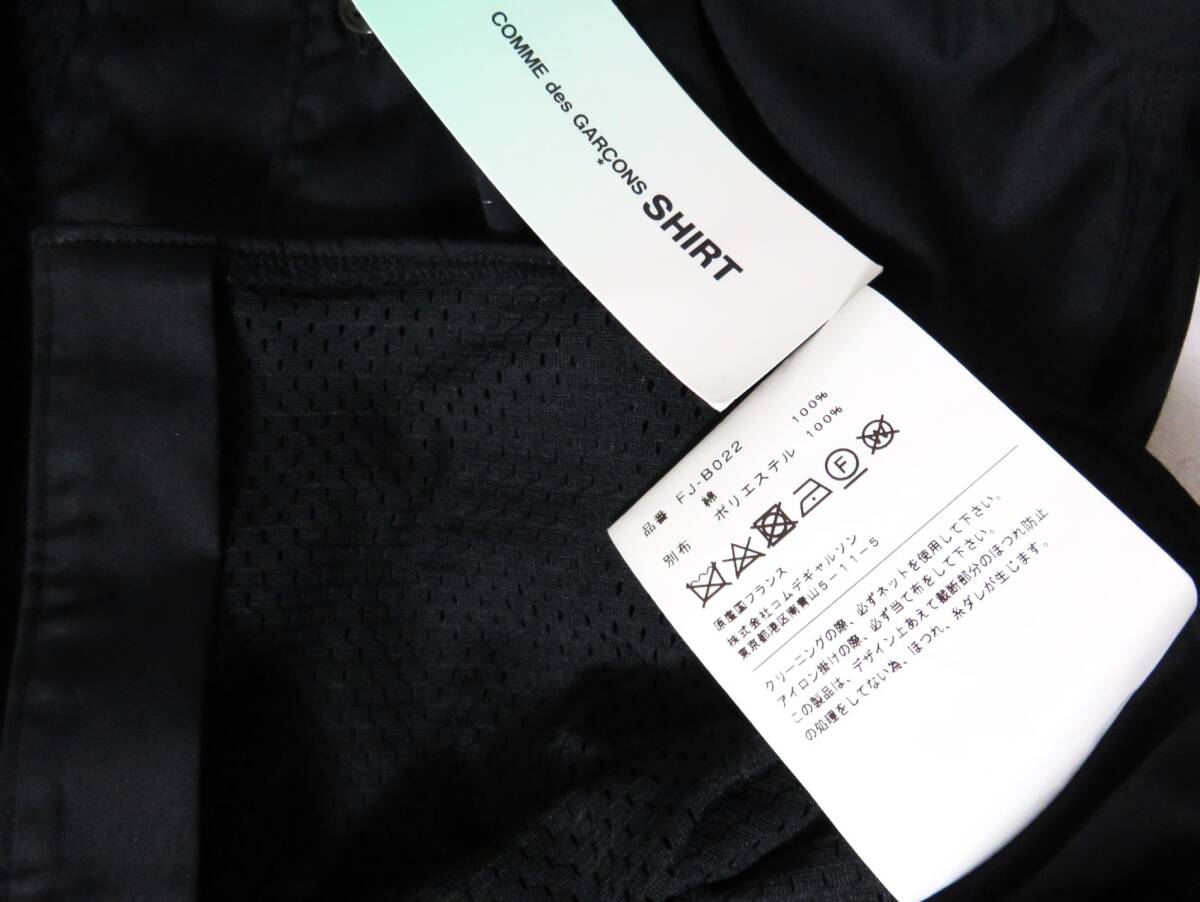 COMME des GARÇONS SHIRT
*
品番 FJ-B022
綿 100%
別布 ポリエステル 100%
F
W
原産国フランス
株式会社コムデギャルソン
東京都港区南青山5-11-5
クリーニングの際、必ずネットを使用して下さい。
アイロン掛けの際、必ず当て布をして下さい。
この製品は、デザイン上あえて裁断部分のほつれ防止
の処理をしてない為、ほつれ、糸ダレが生じます。